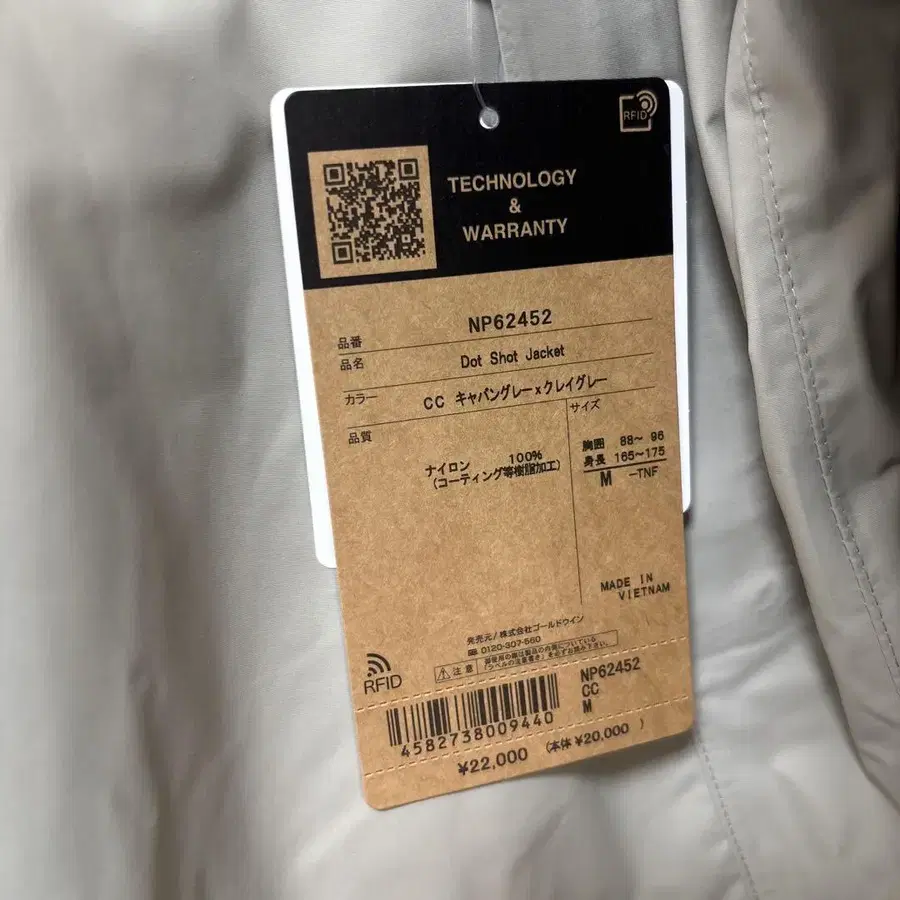 RFID
TECHNOLOGY
&
WARRANTY
品番 NP62452
品名 Dot Shot Jacket
カラー CC キャバングレー×クレイグレー
品質
ナイロン 100%
(コーティング等樹脂加工)
サイズ
胸囲 88~ 96
身長 165~175
M -TNF
MADE IN
VIETNAM
発売元/株式会社ゴールドウイン
☎ 0120-307-560
⚠ 注意
RFID
NP62452
CC
M
4582738009440
¥22,000 (本体 ¥20,000 )